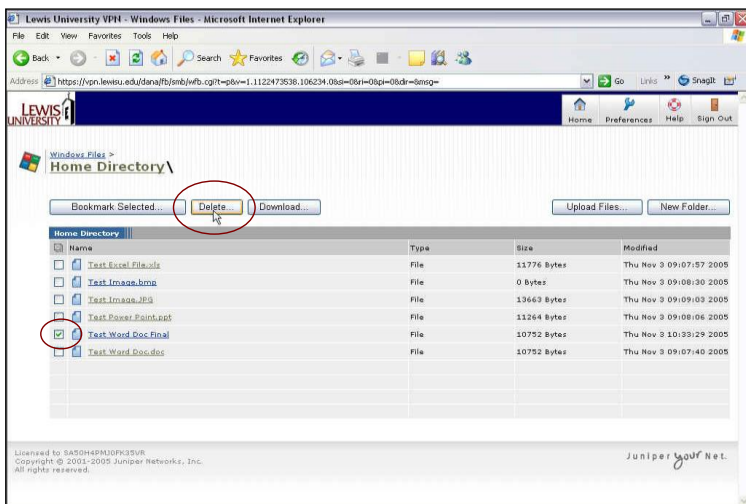 Lewis University VPN - Windows Files - Microsoft Internet Explorer
File Edit View Favorites Tools Help
Back Search Favorites
Address https://vpn.lewisu.edu/dana/fb/smb/wfb.cgi?t=p&v=1.1122473538.106234.0&si=0&ri=0&pi=0&dir=&msg= Go Links » SnagIt
LEWIS UNIVERSITY
Home Preferences Help Sign Out
Windows Files >
Home Directory\
Bookmark Selected... Delete... Download... Upload Files... New Folder...
Home Directory
Name Type Size Modified
Test Excel File.xls File 11776 Bytes Thu Nov 3 09:07:57 2005
Test Image.bmp File 0 Bytes Thu Nov 3 09:08:30 2005
Test Image.JPG File 13663 Bytes Thu Nov 3 09:09:03 2005
Test Power Point.ppt File 11264 Bytes Thu Nov 3 09:08:06 2005
Test Word Doc Final File 10752 Bytes Thu Nov 3 10:33:29 2005
Test Word Doc.doc File 10752 Bytes Thu Nov 3 09:07:40 2005
Licensed to
Copyright © 2001-2005 Juniper Networks, Inc.
All rights reserved.
Juniper your Net.